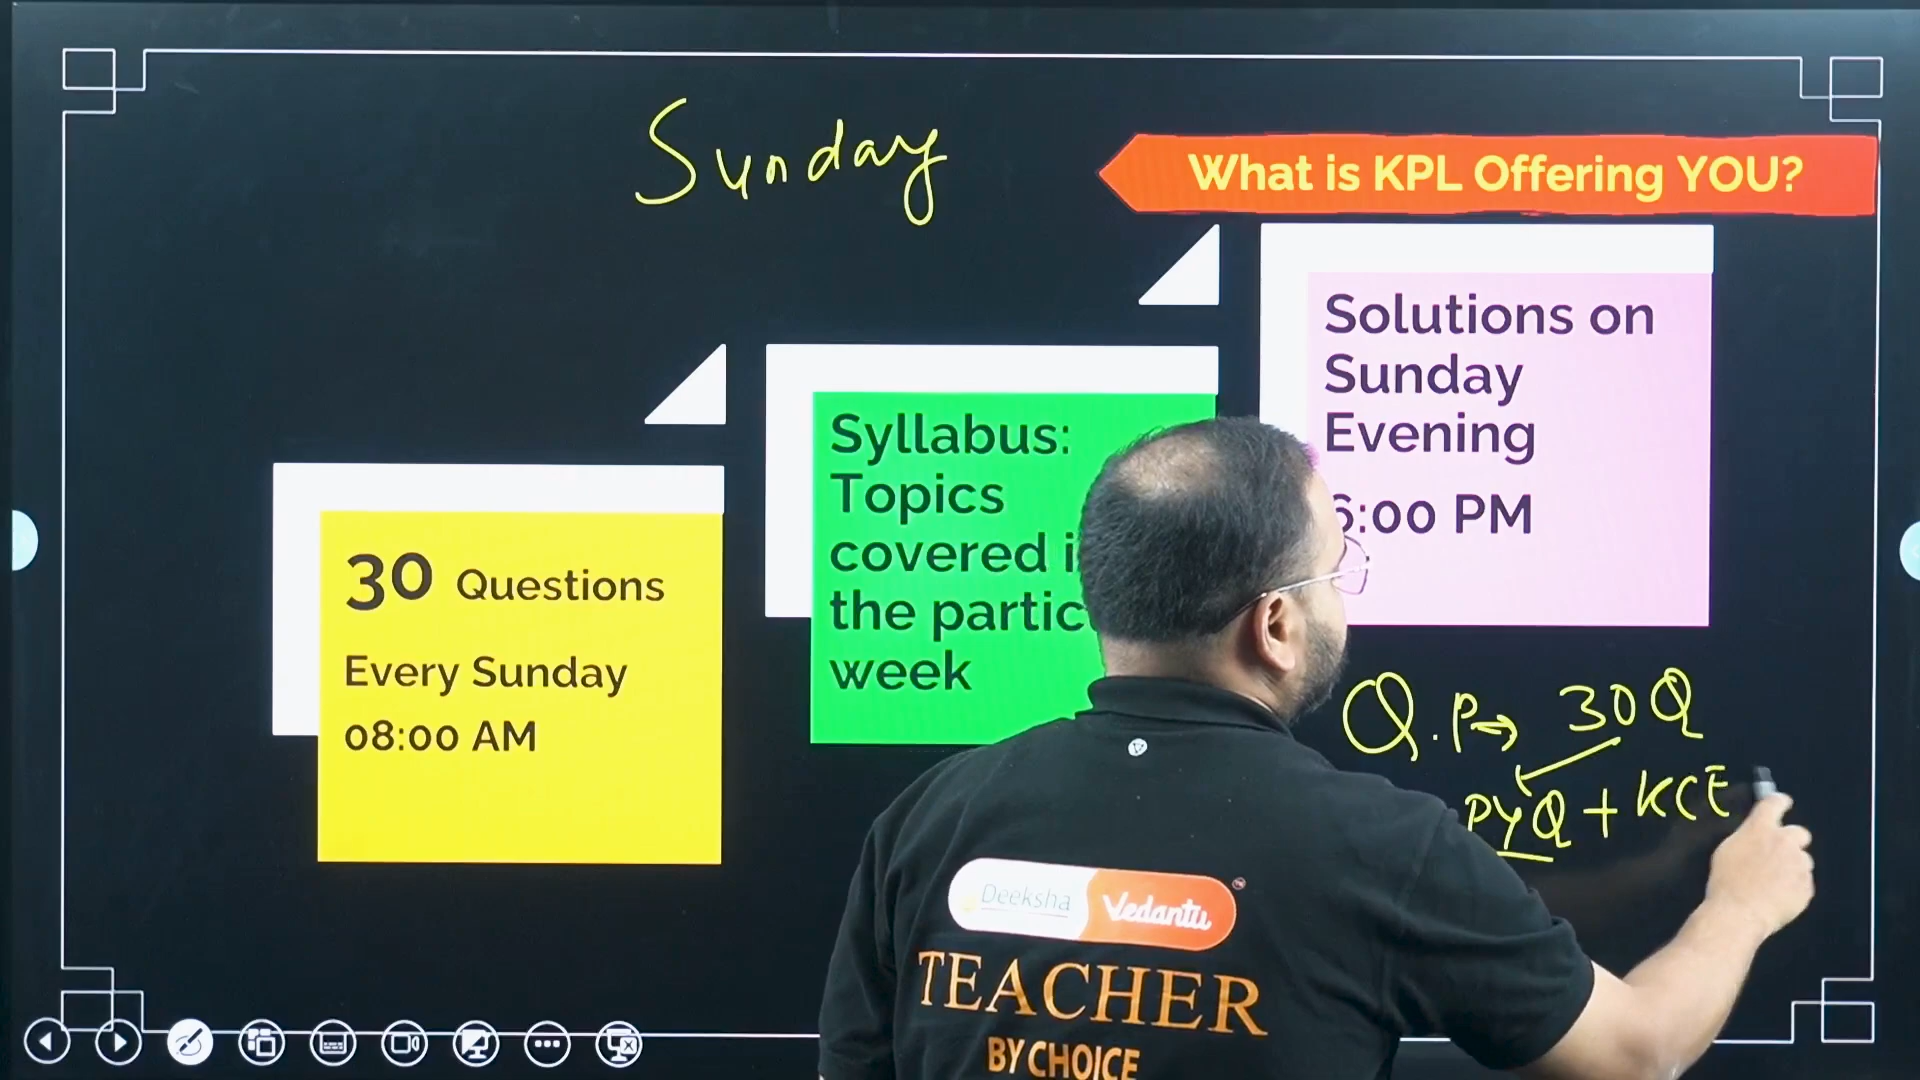 Sunday
What is KPL Offering YOU?
Solutions on
Sunday
Evening
6:00 PM
Syllabus:
Topics
covered
the
week
30 Questions
Every Sunday
08:00 AM
Q.P→ 30Q
PYQ + KCE
Deeksha Vedantu
TEACHER
BY CHOICE